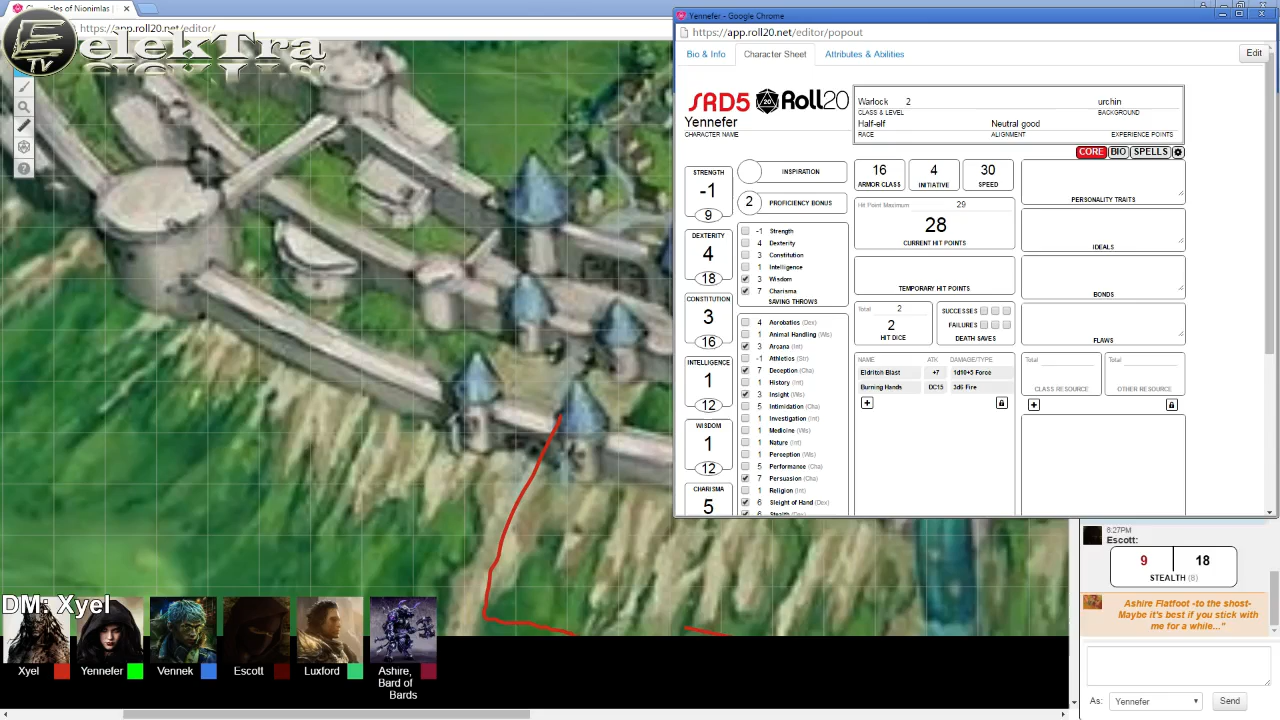 Chronicles of Nionimlas |
https://app.roll20.net/editor/
elekTra
TV
Yennefer - Google Chrome
https://app.roll20.net/editor/popout
Bio & Info
Character Sheet
Attributes & Abilities
Edit
SRD5 Roll20
Yennefer
CHARACTER NAME
Warlock 2 urchin
CLASS & LEVEL BACKGROUND
Half-elf Neutral good
RACE ALIGNMENT EXPERIENCE POINTS
CORE BIO SPELLS
STRENGTH
-1
9
DEXTERITY
4
18
CONSTITUTION
3
16
INTELLIGENCE
1
12
WISDOM
1
12
CHARISMA
5
INSPIRATION
2 PROFICIENCY BONUS
-1 Strength
4 Dexterity
3 Constitution
1 Intelligence
3 Wisdom
7 Charisma
SAVING THROWS
4 Acrobatics (Dex)
1 Animal Handling (Wis)
3 Arcana (Int)
-1 Athletics (Str)
7 Deception (Cha)
1 History (Int)
3 Insight (Wis)
5 Intimidation (Cha)
1 Investigation (Int)
1 Medicine (Wis)
1 Nature (Int)
1 Perception (Wis)
5 Performance (Cha)
7 Persuasion (Cha)
1 Religion (Int)
6 Sleight of Hand (Dex)
6 Stealth (Dex)
16 4 30
ARMOR CLASS INITIATIVE SPEED
Hit Point Maximum 29
28
CURRENT HIT POINTS
TEMPORARY HIT POINTS
Total 2
2
HIT DICE
SUCCESSES
FAILURES
DEATH SAVES
NAME ATK DAMAGE/TYPE
Eldritch Blast +7 1d10+5 Force
Burning Hands DC15 3d6 Fire
PERSONALITY TRAITS
IDEALS
BONDS
FLAWS
Total Total
CLASS RESOURCE OTHER RESOURCE
8:27PM
Escott:
9 18
STEALTH (8)
Ashire Flatfoot -to the shost-
Maybe it's best if you stick with
me for a while..."
As: Yennefer Send
DM: Xyel
Xyel
Yennefer
Vennek
Escott
Luxford
Ashire,
Bard of
Bards